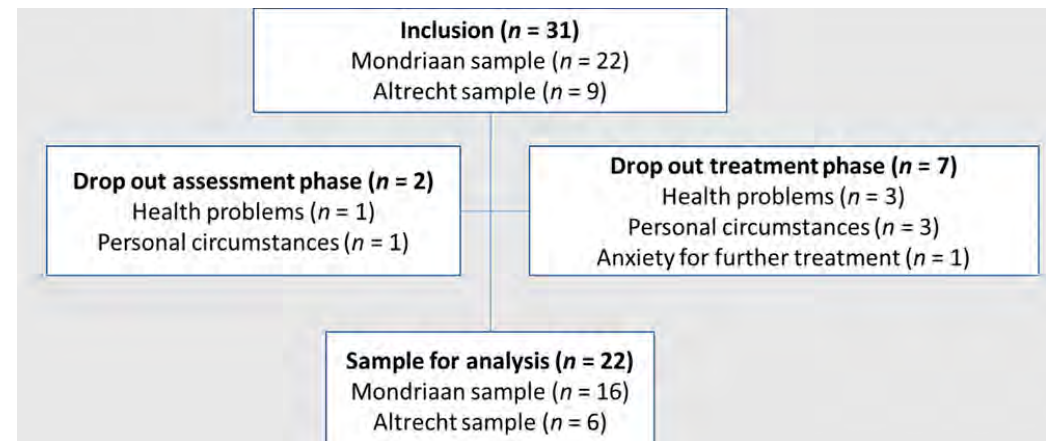 Inclusion (n = 31)
Mondriaan sample (n = 22)
Altrecht sample (n = 9)
Drop out assessment phase (n = 2)
Health problems (n = 1)
Personal circumstances (n = 1)
Drop out treatment phase (n = 7)
Health problems (n = 3)
Personal circumstances (n = 3)
Anxiety for further treatment (n = 1)
Sample for analysis (n = 22)
Mondriaan sample (n = 16)
Altrecht sample (n = 6)